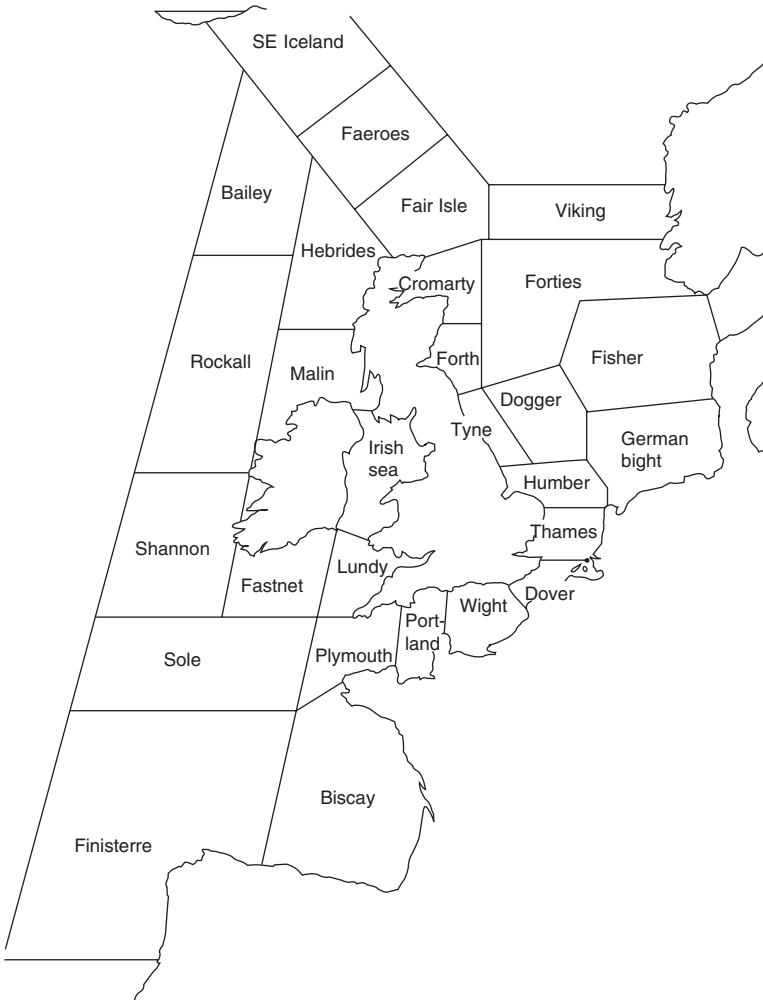 SE Iceland
Faeroes
Bailey
Fair Isle
Viking
Hebrides
Cromarty
Forties
Rockall
Malin
Forth
Fisher
Dogger
Tyne
Irish
sea
German
bight
Humber
Thames
Shannon
Fastnet
Lundy
Dover
Wight
Port-
land
Sole
Plymouth
Biscay
Finisterre